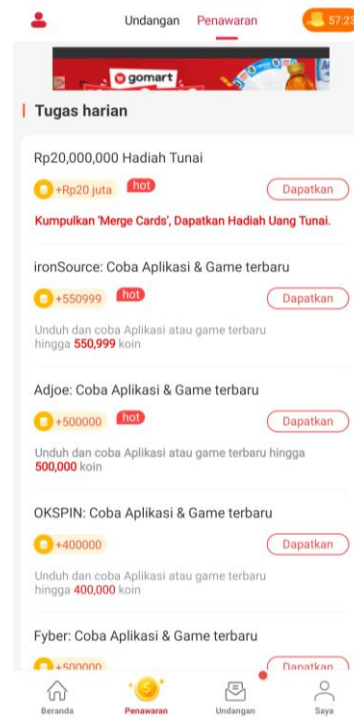 Undangan Penawaran 57:23
gomart
Tugas harian
Rp20,000,000 Hadiah Tunai
+Rp20 juta hot Dapatkan
Kumpulkan 'Merge Cards', Dapatkan Hadiah Uang Tunai.
ironSource: Coba Aplikasi & Game terbaru
+550999 hot Dapatkan
Unduh dan coba Aplikasi atau game terbaru
hingga 550,999 koin
Adjoe: Coba Aplikasi & Game terbaru
+500000 hot Dapatkan
Unduh dan coba Aplikasi atau game terbaru hingga
500,000 koin
OKSPIN: Coba Aplikasi & Game terbaru
+400000 Dapatkan
Unduh dan coba Aplikasi atau game terbaru
hingga 400,000 koin
Fyber: Coba Aplikasi & Game terbaru
+500000 Dapatkan
Beranda Penawaran Undangan Saya